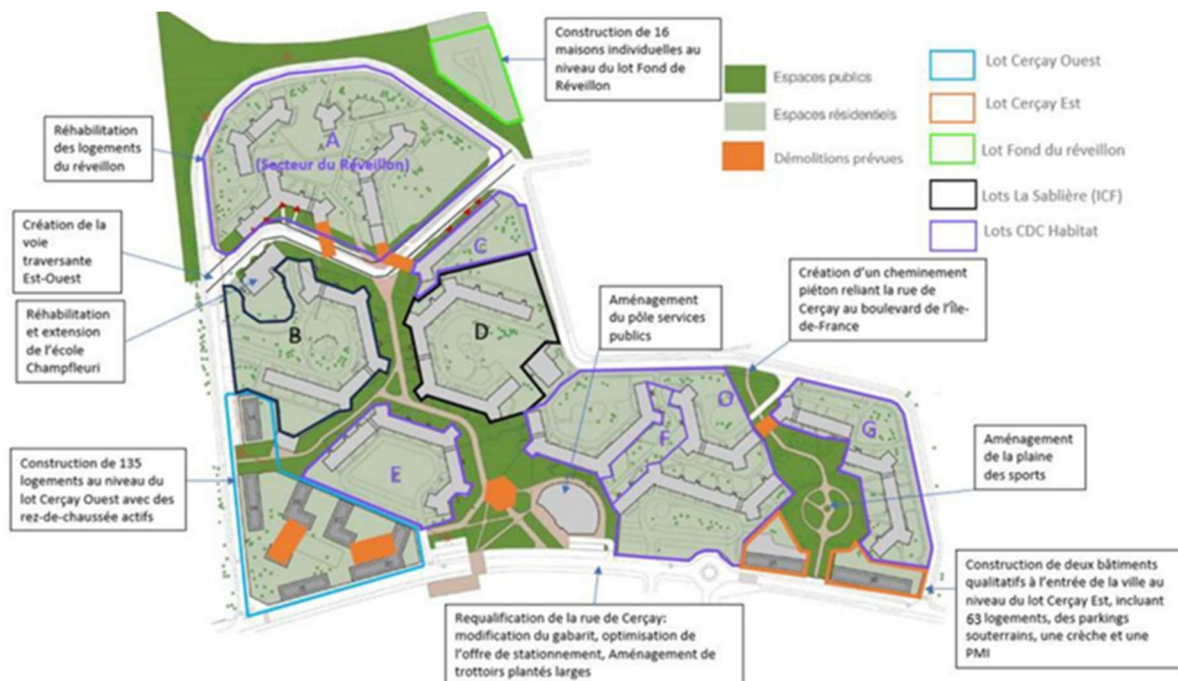 Construction de 16
maisons individuelles au
niveau du lot Fond de
Réveillon
Espaces publics
Espaces résidentiels
Démolitions prévues
Lot Cerçay Ouest
Lot Cerçay Est
Lot Fond du réveillon
Lots La Sablière (ICF)
Lots CDC Habitat
Réhabilitation
des logements
du réveillon
A
(Secteur du Réveillon)
Création de la
voie
traversante
Est-Ouest
C
Réhabilitation
et extension
de l'école
Champfleuri
B
D
Aménagement
du pôle services
publics
Création d'un cheminement
piéton reliant la rue de
Cerçay au boulevard de l'Île-
de-France
O
F
G
E
Aménagement
de la plaine
des sports
Construction de 135
logements au niveau du
lot Cerçay Ouest avec des
rez-de-chaussée actifs
Requalification de la rue de Cerçay:
modification du gabarit, optimisation de
l'offre de stationnement, Aménagement de
trottoirs plantés larges
Construction de deux bâtiments
qualitatifs à l'entrée de la ville au
niveau du lot Cerçay Est, incluant
63 logements, des parkings
souterrains, une crèche et une
PMI